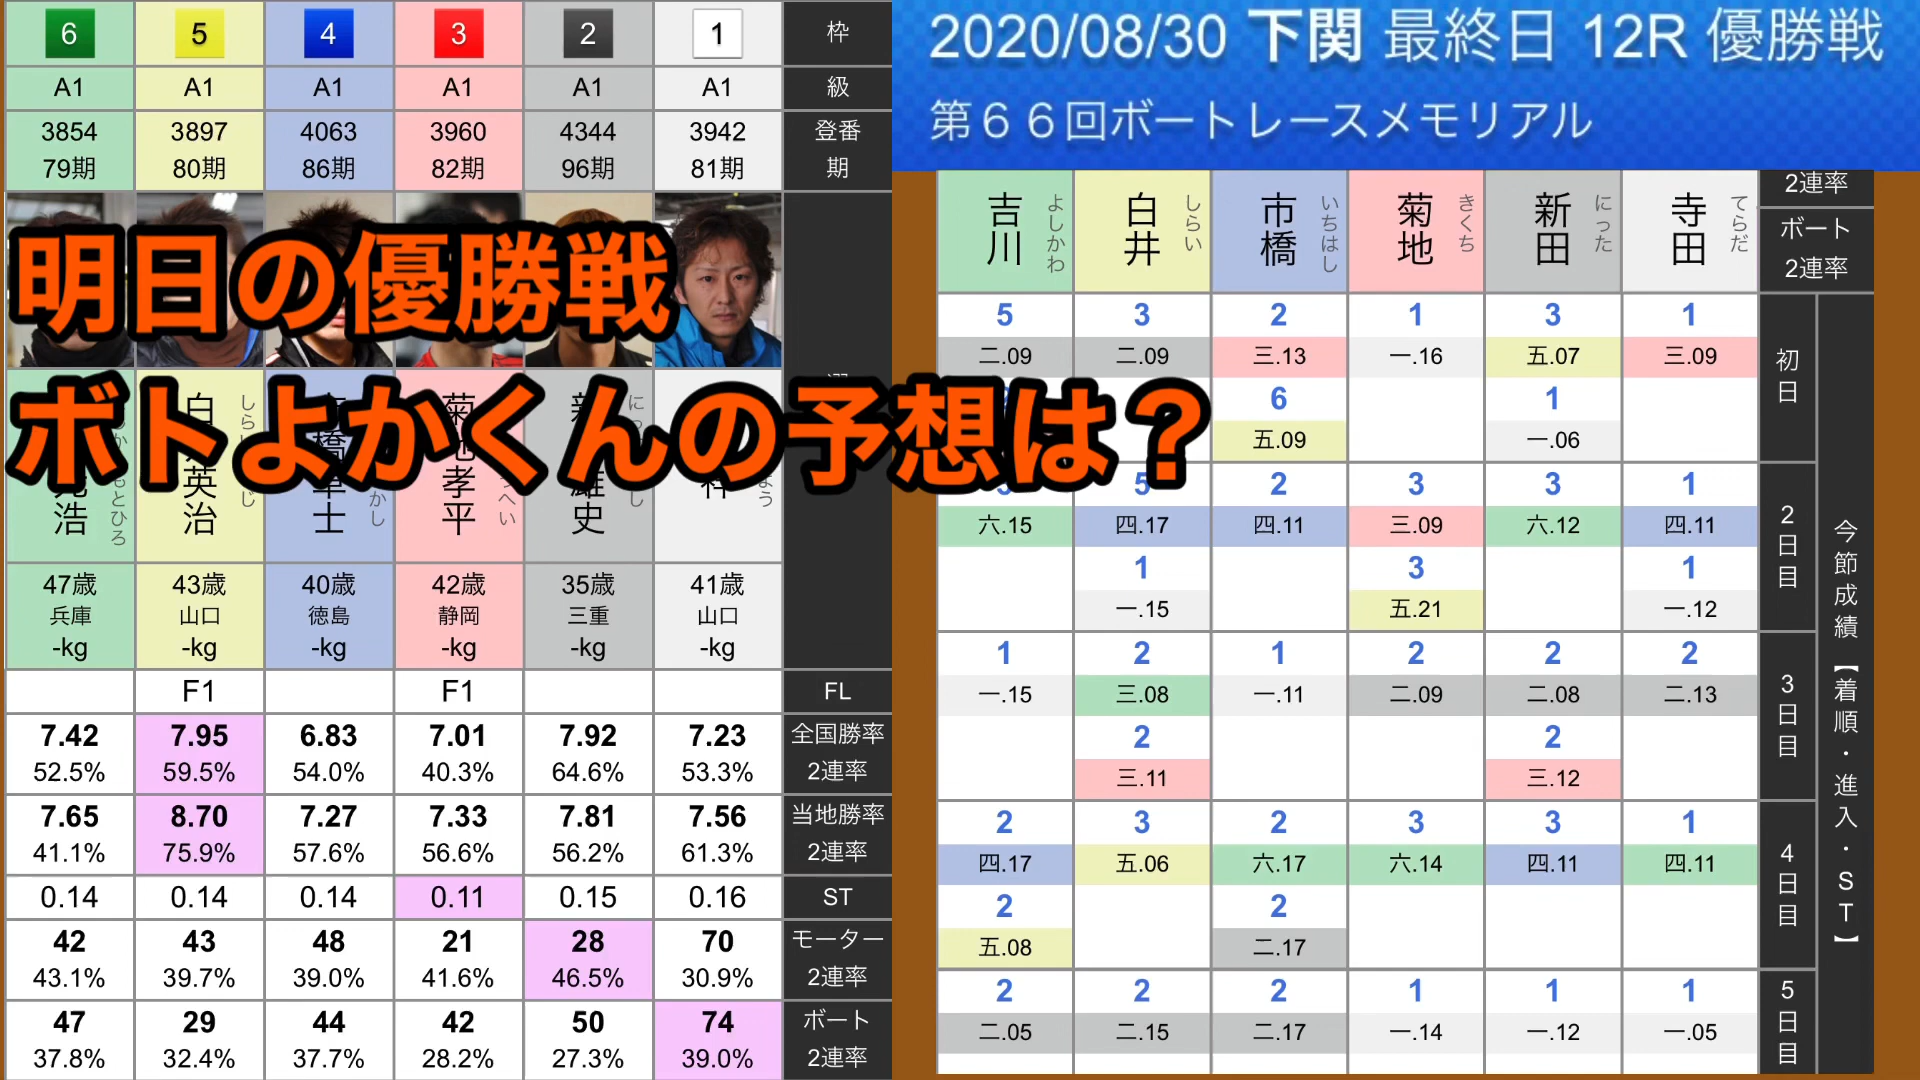 2020/08/30 下関 最終日 12R 優勝戦
第６６回ボートレースメモリアル
明日の優勝戦
ボトよかくんの予想は？
6 5 4 3 2 1 枠
A1 A1 A1 A1 A1 A1 級
3854 3897 4063 3960 4344 3942 登番
79期 80期 86期 82期 96期 81期 期
47歳 43歳 40歳 42歳 35歳 41歳
兵庫 山口 徳島 静岡 三重 山口
-kg -kg -kg -kg -kg -kg
F1 F1 FL
7.42 7.95 6.83 7.01 7.92 7.23 全国勝率
52.5% 59.5% 54.0% 40.3% 64.6% 53.3% 2連率
7.65 8.70 7.27 7.33 7.81 7.56 当地勝率
41.1% 75.9% 57.6% 56.6% 56.2% 61.3% 2連率
0.14 0.14 0.14 0.11 0.15 0.16 ST
42 43 48 21 28 70 モーター
43.1% 39.7% 39.0% 41.6% 46.5% 30.9% 2連率
47 29 44 42 50 74 ボート
37.8% 32.4% 37.7% 28.2% 27.3% 39.0% 2連率
2連率
ボート
2連率
吉川 よしかわ 白井 しらい 市橋 いちはし 菊地 きくち 新田 にった 寺田 てらだ
5 3 2 1 3 1
二.09 二.09 三.13 一.16 五.07 三.09
初日
6 1
五.09 一.06
5 2 3 3 1
六.15 四.17 四.11 三.09 六.12 四.11
2日目
1 3 1
一.15 五.21 一.12
1 2 1 2 2 2
一.15 三.08 一.11 二.09 二.08 二.13
3日目
2 2
三.11 三.12
2 3 2 3 3 1
四.17 五.06 六.17 六.14 四.11 四.11
4日目
2 2
五.08 二.17
2 2 2 1 1 1
二.05 二.15 二.17 一.14 一.12 一.05
5日目
今節成績【着順・進入・ST】